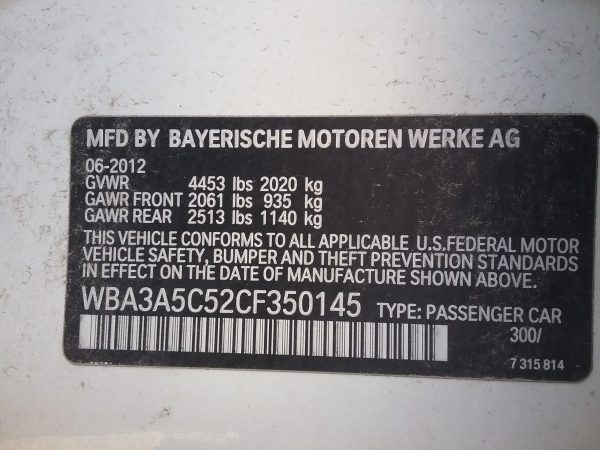 MFD BY BAYERISCHE MOTOREN WERKE AG
06-2012
GVWR 4453 lbs 2020 kg
GAWR FRONT 2061 lbs 935 kg
GAWR REAR 2513 lbs 1140 kg
THIS VEHICLE CONFORMS TO ALL APPLICABLE U.S.FEDERAL MOTOR
VEHICLE SAFETY, BUMPER AND THEFT PREVENTION STANDARDS
IN EFFECT ON THE DATE OF MANUFACTURE SHOWN ABOVE.
WBA3A5C52CF350145 TYPE: PASSENGER CAR
300/
7 315 814